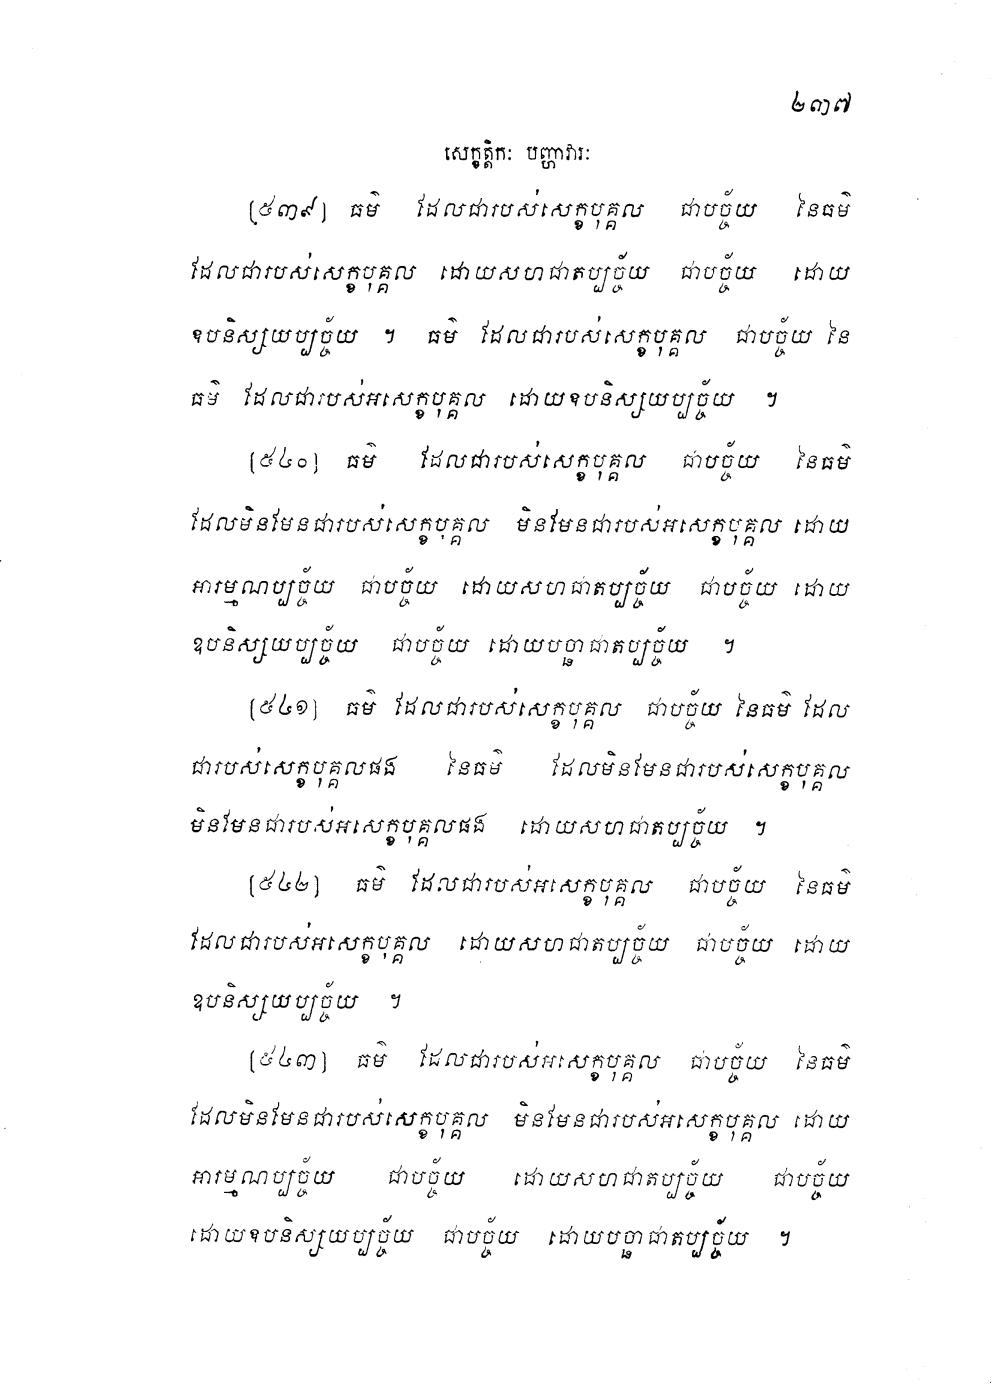 ២៣៧
សេក្ខត្តិកៈ បញ្ហាវារៈ
[៥៣៩] ធម៌ ដែលជារបស់សេក្ខបុគ្គល ជាបច្ច័យ នៃធម៌
ដែលជារបស់សេក្ខបុគ្គល ដោយសហជាតប្បច្ច័យ ជាបច្ច័យ ដោយ
ឧបនិស្សយប្បច្ច័យ ។ ធម៌ ដែលជារបស់សេក្ខបុគ្គល ជាបច្ច័យ នៃ
ធម៌ ដែលជារបស់អសេក្ខបុគ្គល ដោយឧបនិស្សយប្បច្ច័យ ។
[៥៤០] ធម៌ ដែលជារបស់សេក្ខបុគ្គល ជាបច្ច័យ នៃធម៌
ដែលមិនមែនជារបស់សេក្ខបុគ្គល មិនមែនជារបស់អសេក្ខបុគ្គល ដោយ
អារម្មណប្បច្ច័យ ជាបច្ច័យ ដោយសហជាតប្បច្ច័យ ជាបច្ច័យ ដោយ
ឧបនិស្សយប្បច្ច័យ ជាបច្ច័យ ដោយបច្ឆាជាតប្បច្ច័យ ។
[៥៤១] ធម៌ ដែលជារបស់សេក្ខបុគ្គល ជាបច្ច័យ នៃធម៌ ដែល
ជារបស់សេក្ខបុគ្គលផង នៃធម៌ ដែលមិនមែនជារបស់សេក្ខបុគ្គល
មិនមែនជារបស់អសេក្ខបុគ្គលផង ដោយសហជាតប្បច្ច័យ ។
[៥៤២] ធម៌ ដែលជារបស់អសេក្ខបុគ្គល ជាបច្ច័យ នៃធម៌
ដែលជារបស់អសេក្ខបុគ្គល ដោយសហជាតប្បច្ច័យ ជាបច្ច័យ ដោយ
ឧបនិស្សយប្បច្ច័យ ។
[៥៤៣] ធម៌ ដែលជារបស់អសេក្ខបុគ្គល ជាបច្ច័យ នៃធម៌
ដែលមិនមែនជារបស់សេក្ខបុគ្គល មិនមែនជារបស់អសេក្ខបុគ្គល ដោយ
អារម្មណប្បច្ច័យ ជាបច្ច័យ ដោយសហជាតប្បច្ច័យ ជាបច្ច័យ
ដោយឧបនិស្សយប្បច្ច័យ ជាបច្ច័យ ដោយបច្ឆាជាតប្បច្ច័យ ។